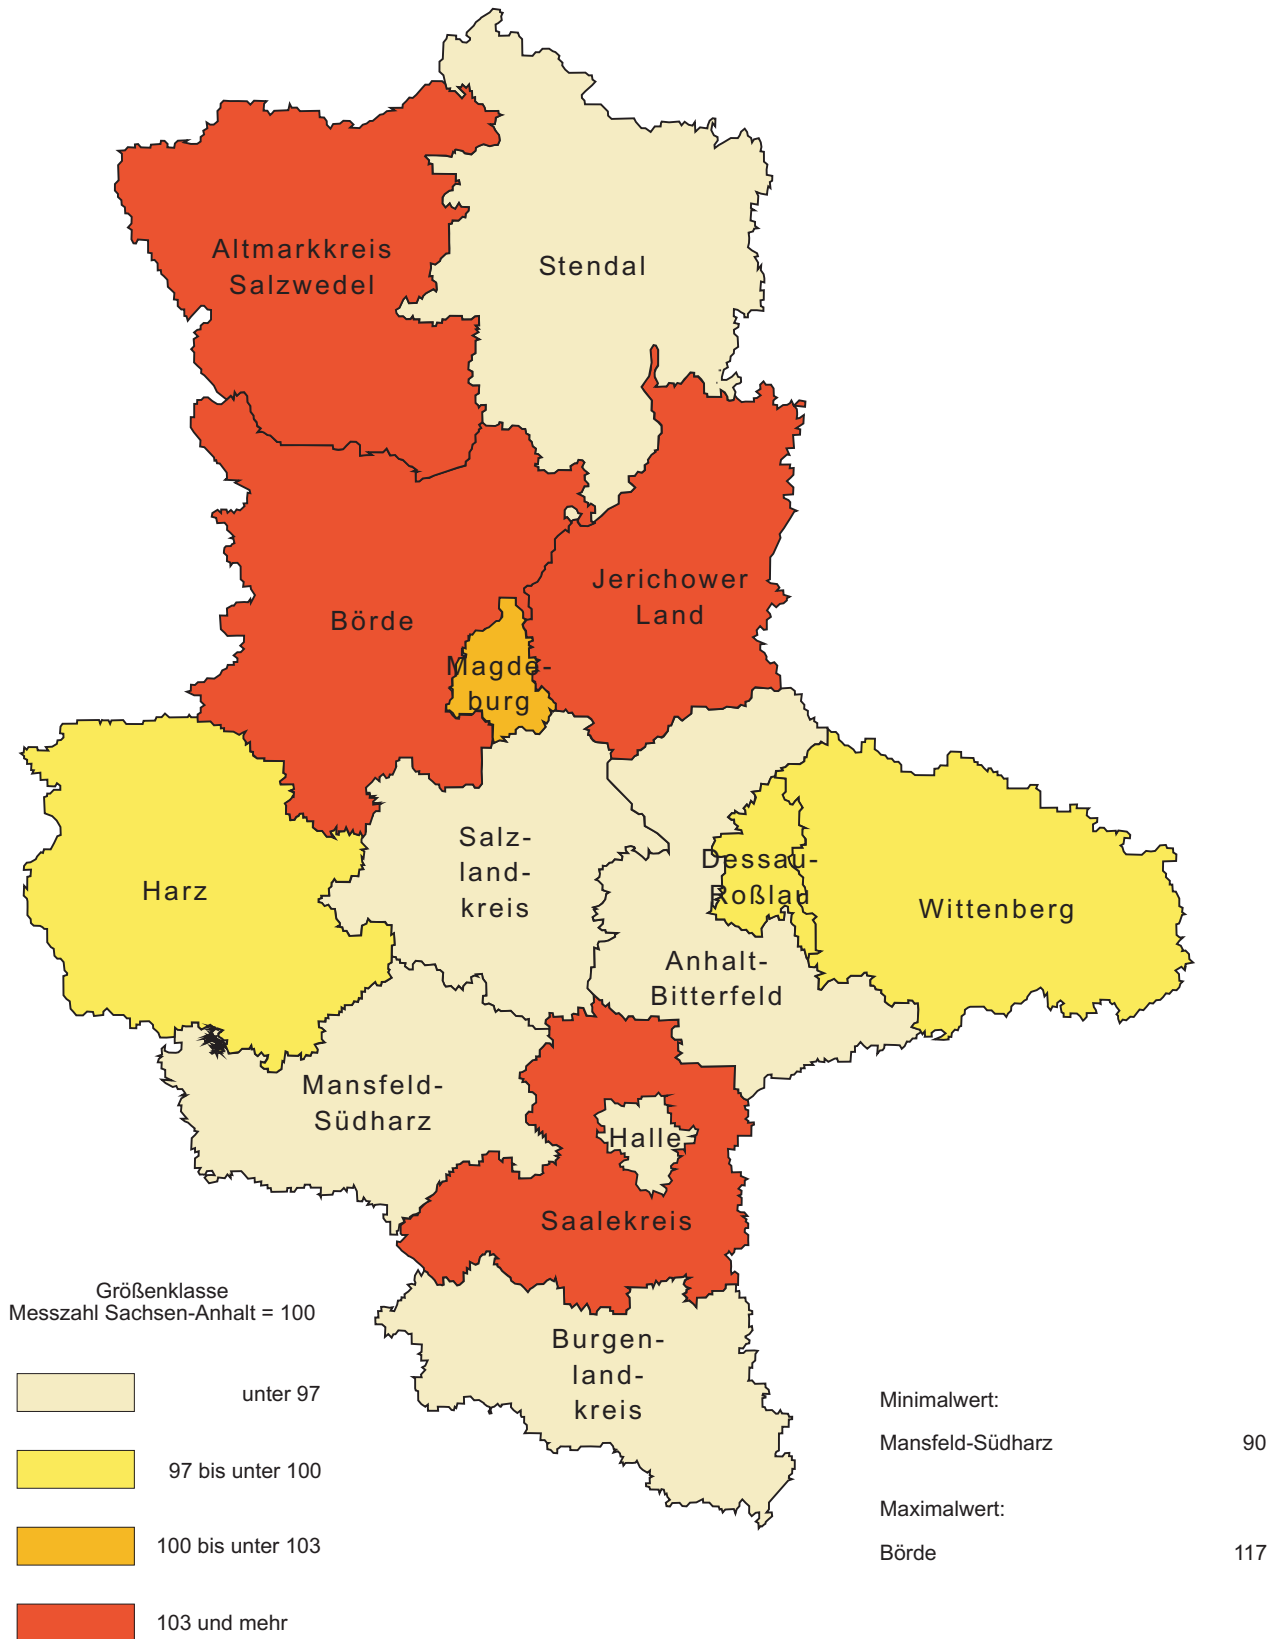 Altmarkkreis
Salzwedel
Stendal
Jerichower
Land
Börde
Magde-
burg
Salz-
land-
kreis
Dessau-
Roßlau
Harz
Wittenberg
Anhalt-
Bitterfeld
Mansfeld-
Südharz
Halle
Saalekreis
Burgen-
land-
kreis
Größenklasse
Messzahl Sachsen-Anhalt = 100
unter 97
97 bis unter 100
100 bis unter 103
103 und mehr
Minimalwert:
Mansfeld-Südharz 90
Maximalwert:
Börde 117